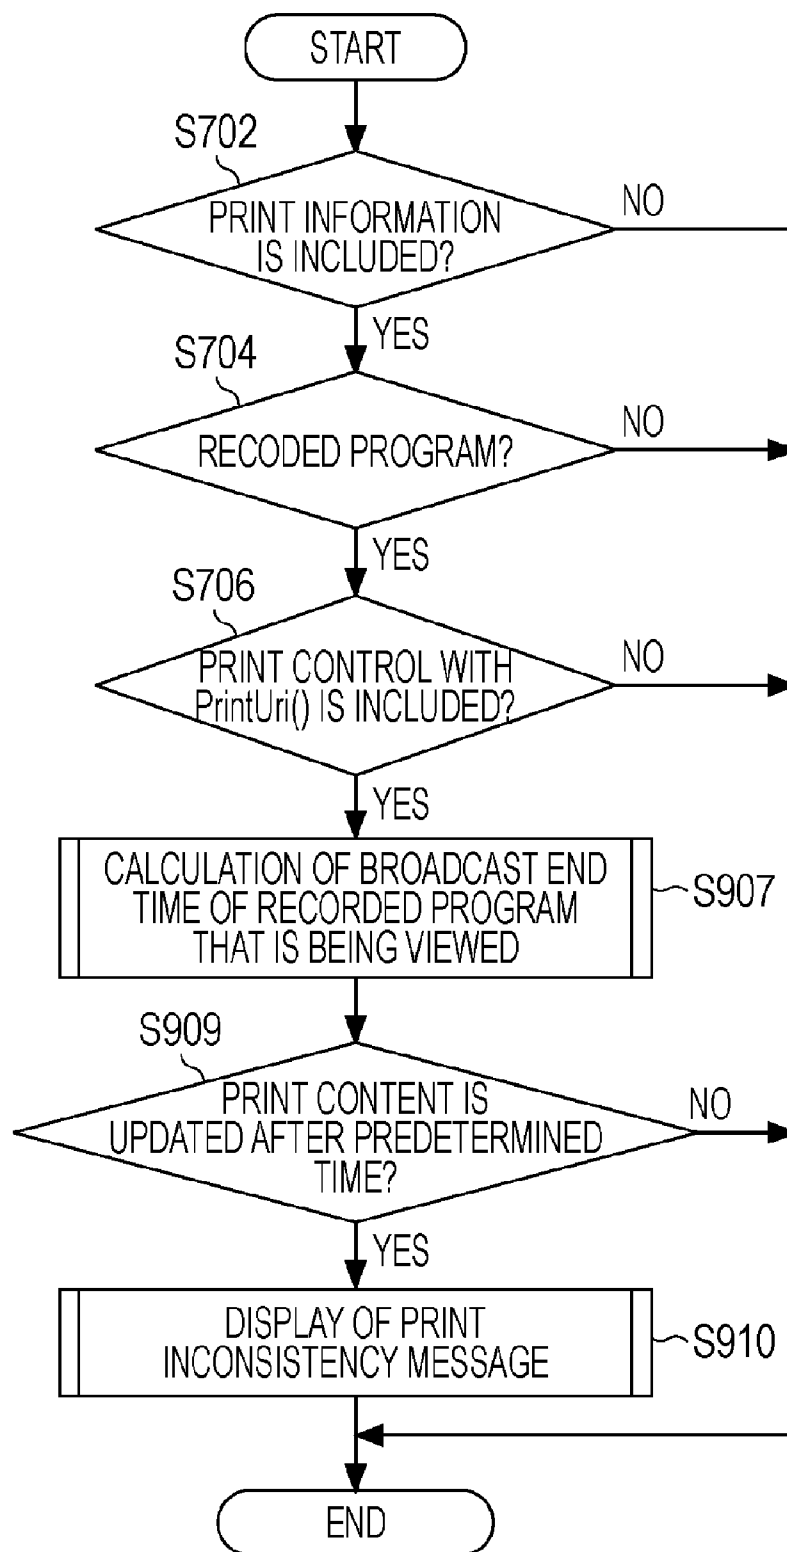 START
S702
PRINT INFORMATION
IS INCLUDED?
NO
YES
S704
RECODED PROGRAM?
NO
YES
S706
PRINT CONTROL WITH
PrintUri() IS INCLUDED?
NO
YES
CALCULATION OF BROADCAST END
TIME OF RECORDED PROGRAM
THAT IS BEING VIEWED
S907
S909
PRINT CONTENT IS
UPDATED AFTER PREDETERMINED
TIME?
NO
YES
DISPLAY OF PRINT
INCONSISTENCY MESSAGE
S910
END